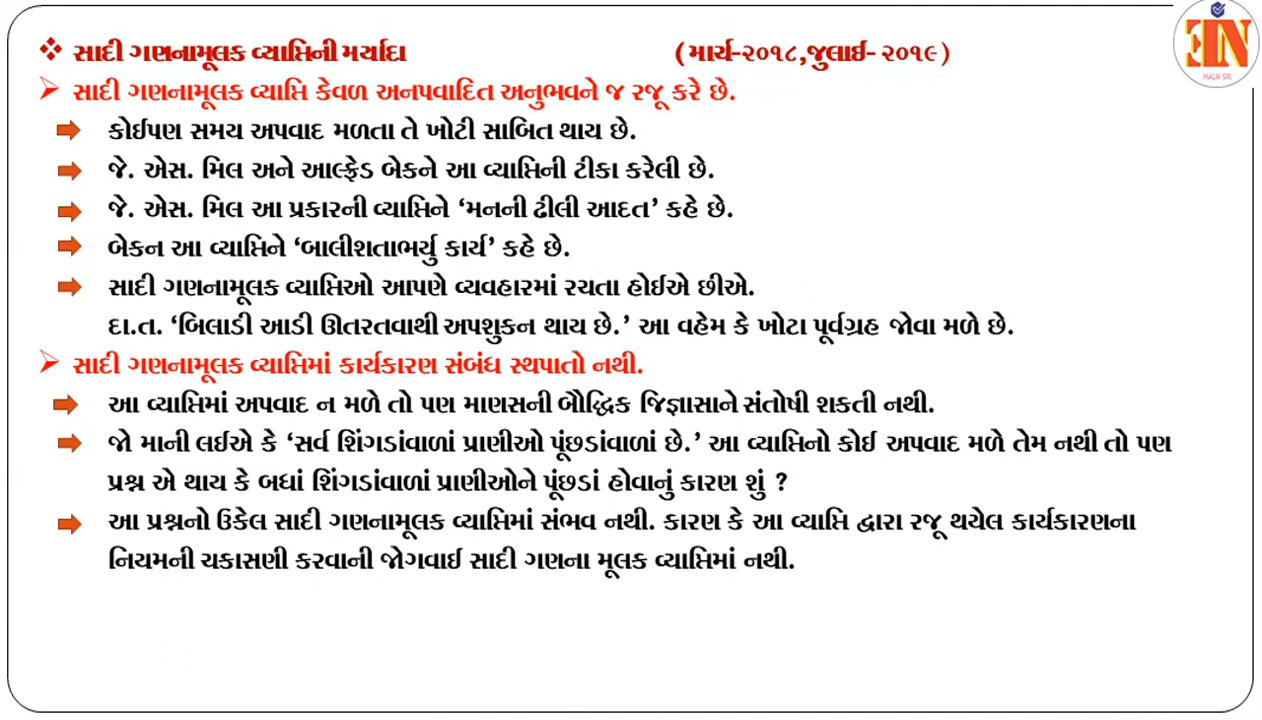 સાદી ગણનામૂલક વ્યાપ્તિની મર્યાદા (માર્ચ-૨૦૧૮,જુલાઈ- ૨૦૧૯)
સાદી ગણનામૂલક વ્યાપ્તિ કેવળ અનપવાદિત અનુભવને જ રજૂ કરે છે.
કોઈપણ સમય અપવાદ મળતા તે ખોટી સાબિત થાય છે.
જે. એસ. મિલ અને આલ્ફ્રેડ બેકને આ વ્યાપ્તિની ટીકા કરેલી છે.
જે. એસ. મિલ આ પ્રકારની વ્યાપ્તિને ‘મનની ઢીલી આદત’ કહે છે.
બેકન આ વ્યાપ્તિને ‘બાલીશતાભર્યુ કાર્ય’ કહે છે.
સાદી ગણનામૂલક વ્યાપ્તિઓ આપણે વ્યવહારમાં રચતા હોઈએ છીએ.
દા.ત. ‘બિલાડી આડી ઊતરતવાથી અપશુકન થાય છે.’ આ વહેમ કે ખોટા પૂર્વગ્રહ જોવા મળે છે.
સાદી ગણનામૂલક વ્યાપ્તિમાં કાર્યકારણ સંબંધ સ્થપાતો નથી.
આ વ્યાપ્તિમાં અપવાદ ન મળે તો પણ માણસની બૌદ્ધિક જિજ્ઞાસાને સંતોષી શકતી નથી.
જો માની લઈએ કે ‘સર્વ શિંગડાંવાળાં પ્રાણીઓ પૂંછડાંવાળાં છે.’ આ વ્યાપ્તિનો કોઈ અપવાદ મળે તેમ નથી તો પણ
પ્રશ્ન એ થાય કે બધાં શિંગડાંવાળાં પ્રાણીઓને પૂંછડાં હોવાનું કારણ શું ?
આ પ્રશ્નનો ઉકેલ સાદી ગણનામૂલક વ્યાપ્તિમાં સંભવ નથી. કારણ કે આ વ્યાપ્તિ દ્વારા રજૂ થયેલ કાર્યકારણના
નિયમની ચકાસણી કરવાની જોગવાઈ સાદી ગણના મૂલક વ્યાપ્તિમાં નથી.
EIN
MALIK SIR